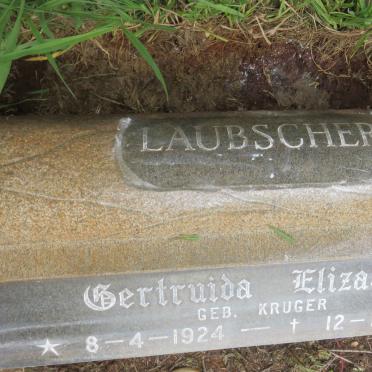 LAUBSCHER
Gertruida Eliza
GEB. KRUGER
★ 8-4-1924 — † 12-